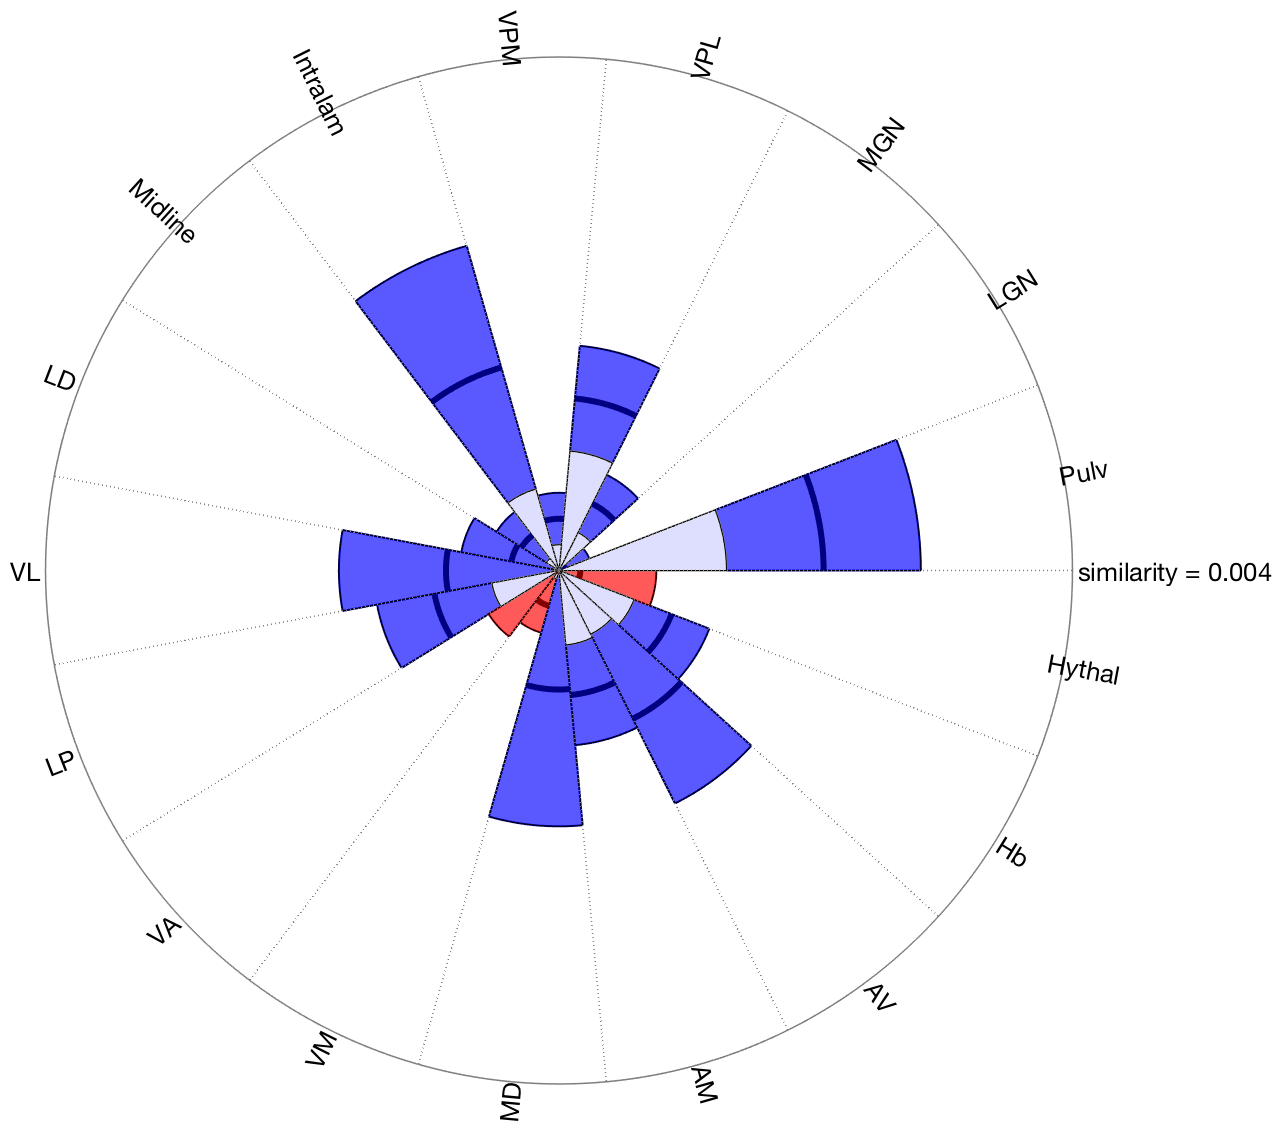 VPM
VPL
Intralam
MGN
Midline
LGN
LD
Pulv
VL
similarity = 0.004
Hythal
LP
Hb
VA
AV
VM
AM
MD